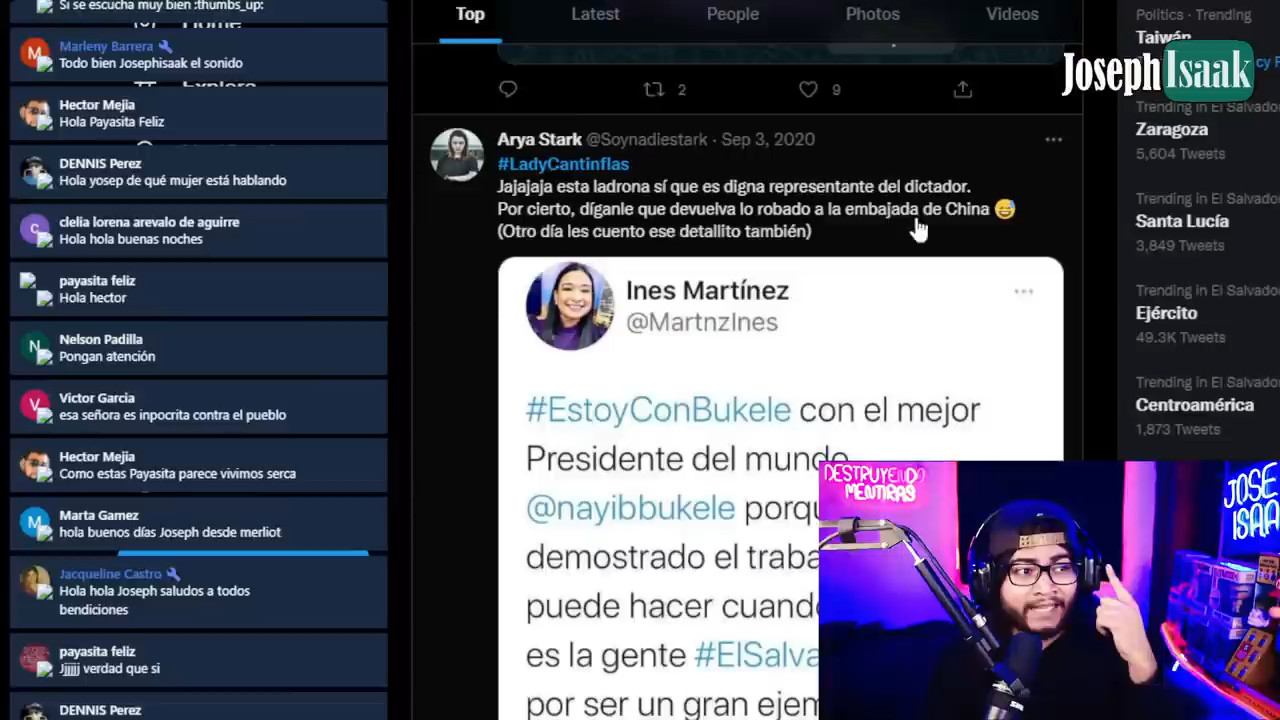 Si se escucha muy bien :thumbs_up:
Marleny Barrera
Todo bien Josephisaak el sonido
Hector Mejia
Hola Payasita Feliz
DENNIS Perez
Hola yosep de qué mujer está hablando
clelia lorena arevalo de aguirre
Hola hola buenas noches
payasita feliz
Hola hector
Nelson Padilla
Pongan atención
Victor Garcia
esa señora es inpocrita contra el pueblo
Hector Mejia
Como estas Payasita parece vivimos serca
Marta Gamez
hola buenos días Joseph desde merliot
Jacqueline Castro
Hola hola Joseph saludos a todos
bendiciones
payasita feliz
Jjjjjj verdad que si
DENNIS Perez
Top Latest People Photos Videos
2 9
Arya Stark @Soynadiestark · Sep 3, 2020
#LadyCantinflas
Jajajaja esta ladrona sí que es digna representante del dictador.
Por cierto, díganle que devuelva lo robado a la embajada de China 😅
(Otro día les cuento ese detallito también)
Ines Martínez
@MartnzInes
#EstoyConBukele con el mejor
Presidente del mundo
@nayibbukele porqu
demostrado el traba
puede hacer cuando
es la gente #ElSalva
por ser un gran ejem
Politics · Trending
Taiwán
Joseph Isaak
Trending in El Salvador
Zaragoza
5,604 Tweets
Trending in El Salvador
Santa Lucía
3,849 Tweets
Trending in El Salvador
Ejército
49.3K Tweets
Trending in El Salvador
Centroamérica
1,873 Tweets
DESTRUYENDO
MENTIRAS
JOSE
ISAA